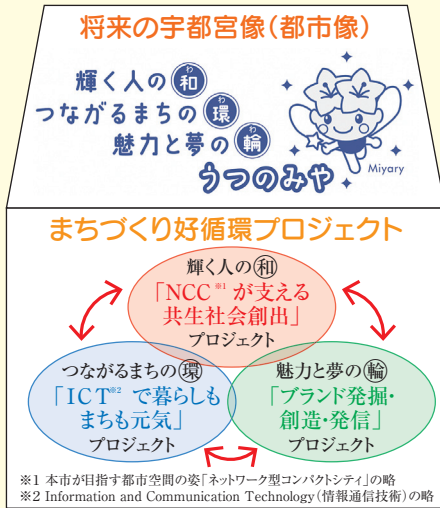 将来の宇都宮像(都市像)
輝く人の和
わ
つながるまちの環
わ
魅力と夢の輪
わ
うつのみや
Miyary
まちづくり好循環プロジェクト
輝く人の和
「NCC※1 が支える
共生社会創出」
プロジェクト
つながるまちの環
「ICT※2 で暮らしも
まちも元気」
プロジェクト
魅力と夢の輪
「ブランド発掘・
創造・発信」
プロジェクト
※1 本市が目指す都市空間の姿「ネットワーク型コンパクトシティ」の略
※2 Information and Communication Technology(情報通信技術)の略